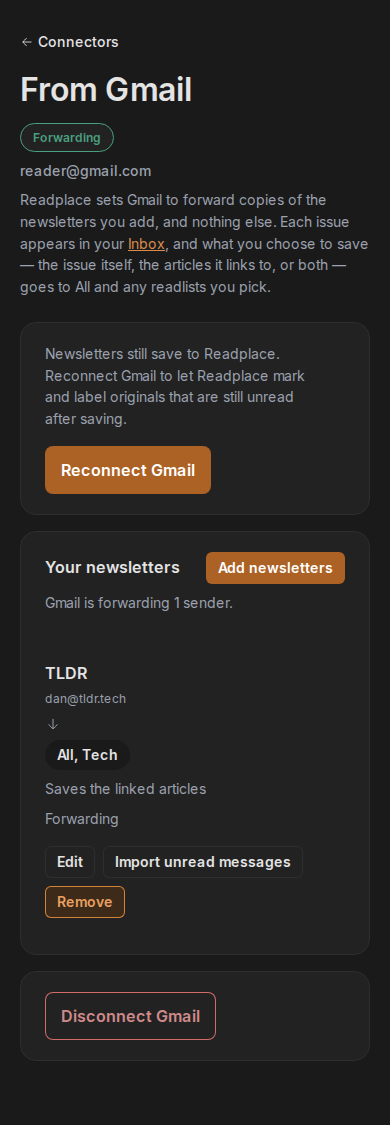 ← Connectors
From Gmail
Forwarding
reader@gmail.com
Readplace sets Gmail to forward copies of the
newsletters you add, and nothing else. Each issue
appears in your Inbox, and what you choose to save
— the issue itself, the articles it links to, or both —
goes to All and any readlists you pick.
Newsletters still save to Readplace.
Reconnect Gmail to let Readplace mark
and label originals that are still unread
after saving.
Reconnect Gmail
Your newsletters
Add newsletters
Gmail is forwarding 1 sender.
TLDR
dan@tldr.tech
↓
All, Tech
Saves the linked articles
Forwarding
Edit
Import unread messages
Remove
Disconnect Gmail